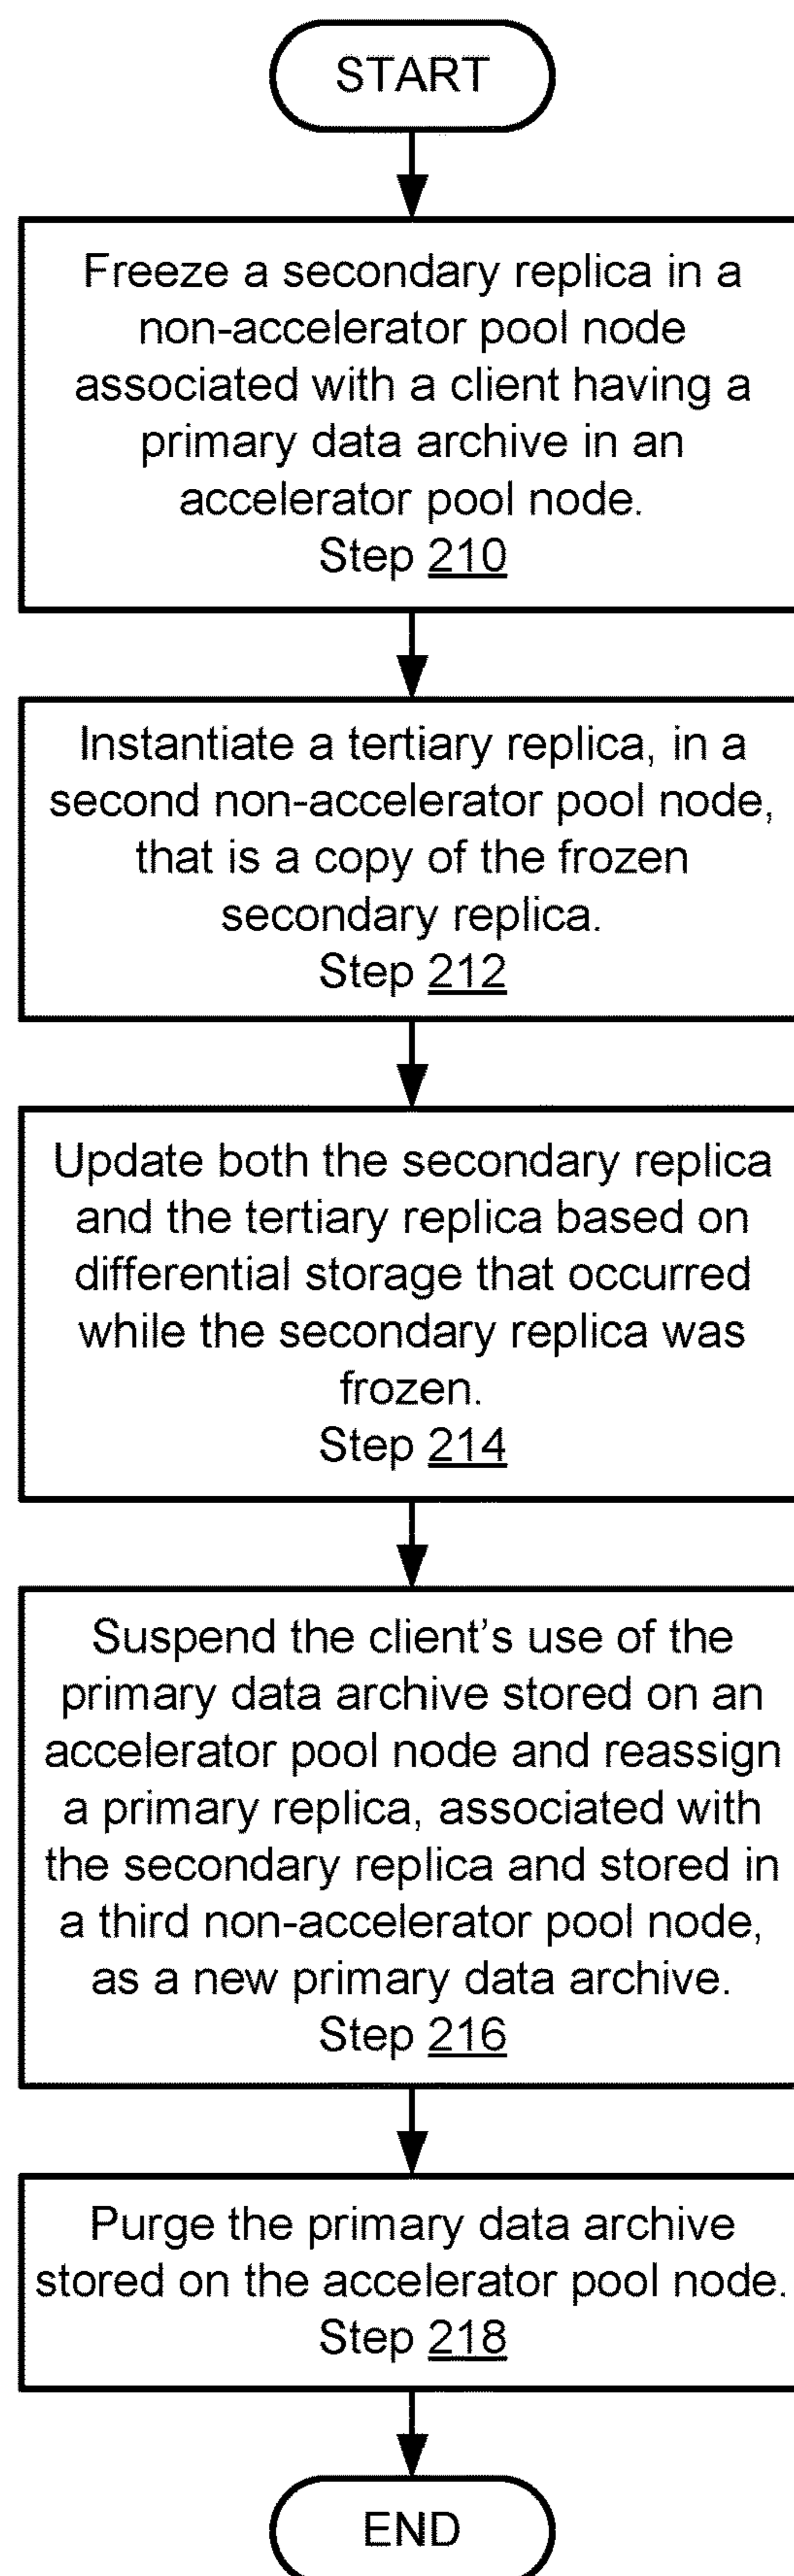 START
Freeze a secondary replica in a
non-accelerator pool node
associated with a client having a
primary data archive in an
accelerator pool node.
Step 210
Instantiate a tertiary replica, in a
second non-accelerator pool node,
that is a copy of the frozen
secondary replica.
Step 212
Update both the secondary replica
and the tertiary replica based on
differential storage that occurred
while the secondary replica was
frozen.
Step 214
Suspend the client's use of the
primary data archive stored on an
accelerator pool node and reassign
a primary replica, associated with
the secondary replica and stored in
a third non-accelerator pool node,
as a new primary data archive.
Step 216
Purge the primary data archive
stored on the accelerator pool node.
Step 218
END